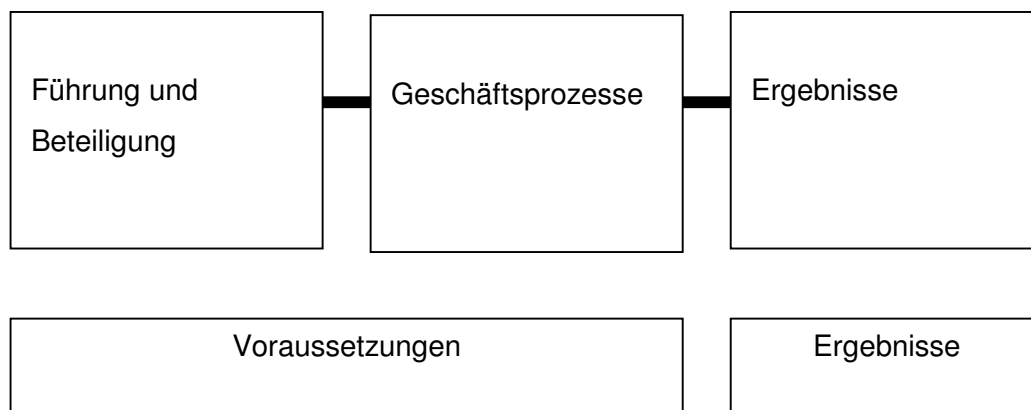 Führung und
Beteiligung
Geschäftsprozesse
Ergebnisse
Voraussetzungen
Ergebnisse